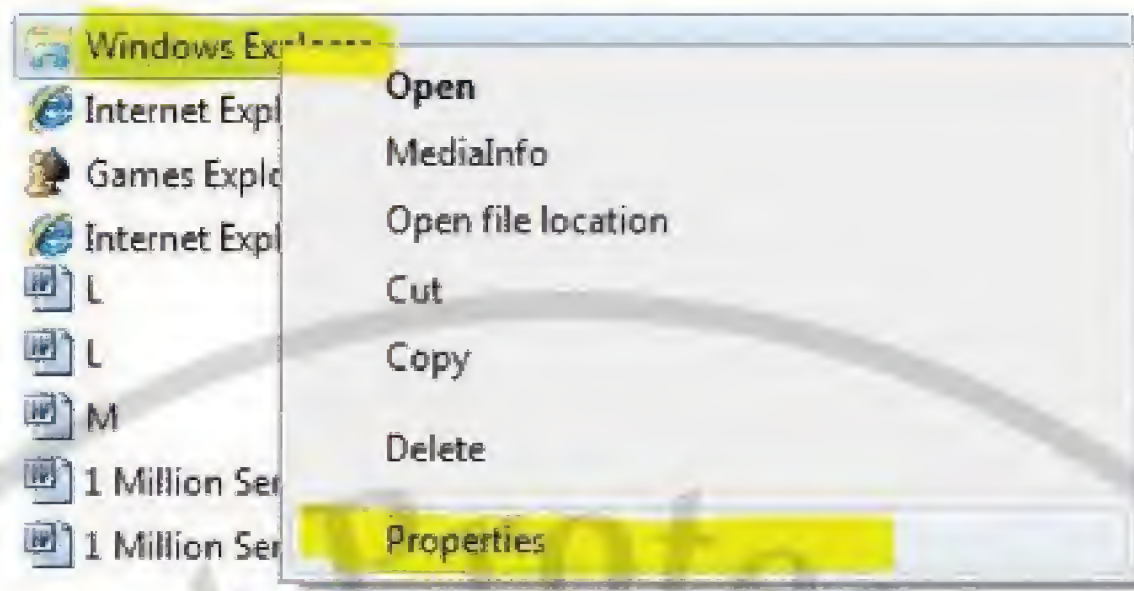 Windows Explorer
Internet Expl
Games Explo
Internet Expl
L
L
M
1 Million Ser
1 Million Ser
Open
MediaInfo
Open file location
Cut
Copy
Delete
Properties